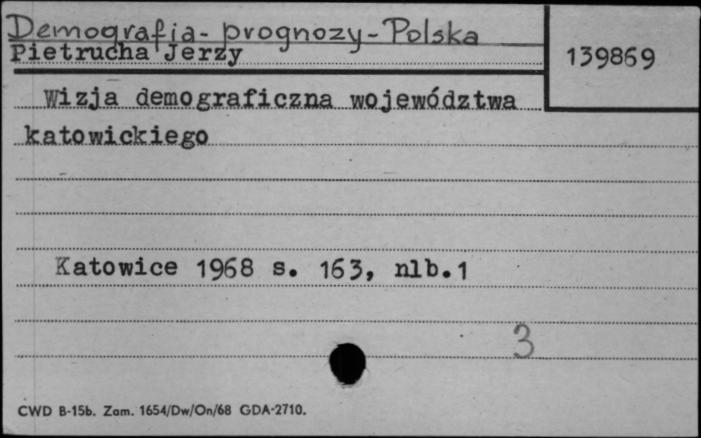 Demografia - prognozy - Polska
Pietrucha Jerzy
139869
Wizja demograficzna województwa
katowickiego
Katowice 1968 s. 163, nlb.1
3
CWD B-15b. Zam. 1654/Dw/On/68 GDA-2710.